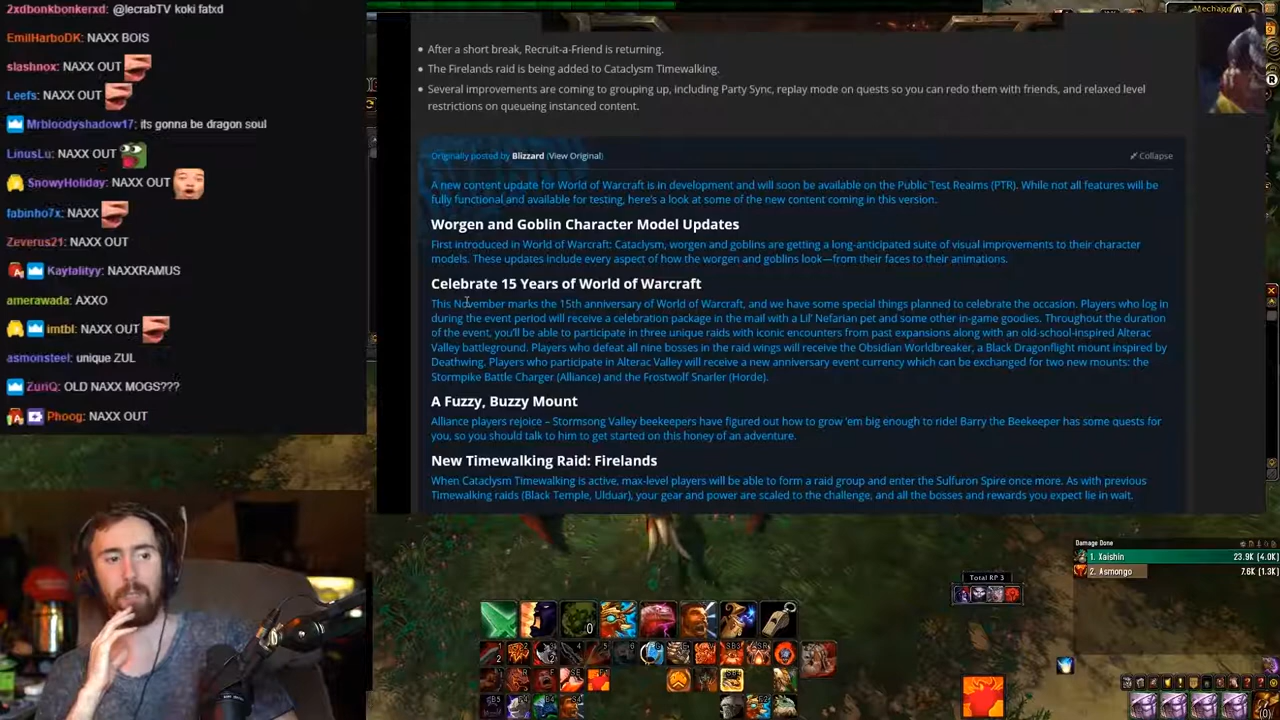 2xdbonkbonkerxd: @lecrabTV koki fatxd
EmilHarboDK: NAXX BOIS
slashnox: NAXX OUT
Leefs: NAXX OUT
Mrbloodyshadow17: its gonna be dragon soul
LinusLu: NAXX OUT
SnowyHoliday: NAXX OUT
fabinho7x: NAXX
Zeverus21: NAXX OUT
Kaylalityy: NAXXRAMUS
amerawada: AXXO
imtbl: NAXX OUT
asmonsteel: unique ZUL
ZuriQ: OLD NAXX MOGS???
Phoog: NAXX OUT
Mechago
• After a short break, Recruit-a-Friend is returning.
• The Firelands raid is being added to Cataclysm Timewalking.
• Several improvements are coming to grouping up, including Party Sync, replay mode on quests so you can redo them with friends, and relaxed level
restrictions on queueing instanced content.
Originally posted by Blizzard (View Original)
Collapse
A new content update for World of Warcraft is in development and will soon be available on the Public Test Realms (PTR). While not all features will be
fully functional and available for testing, here's a look at some of the new content coming in this version.
Worgen and Goblin Character Model Updates
First introduced in World of Warcraft: Cataclysm, worgen and goblins are getting a long-anticipated suite of visual improvements to their character
models. These updates include every aspect of how the worgen and goblins look—from their faces to their animations.
Celebrate 15 Years of World of Warcraft
This November marks the 15th anniversary of World of Warcraft, and we have some special things planned to celebrate the occasion. Players who log in
during the event period will receive a celebration package in the mail with a Lil' Nefarian pet and some other in-game goodies. Throughout the duration
of the event, you'll be able to participate in three unique raids with iconic encounters from past expansions along with an old-school-inspired Alterac
Valley battleground. Players who defeat all nine bosses in the raid wings will receive the Obsidian Worldbreaker, a Black Dragonflight mount inspired by
Deathwing. Players who participate in Alterac Valley will receive a new anniversary event currency which can be exchanged for two new mounts: the
Stormpike Battle Charger (Alliance) and the Frostwolf Snarler (Horde).
A Fuzzy, Buzzy Mount
Alliance players rejoice – Stormsong Valley beekeepers have figured out how to grow 'em big enough to ride! Barry the Beekeeper has some quests for
you, so you should talk to him to get started on this honey of an adventure.
New Timewalking Raid: Firelands
When Cataclysm Timewalking is active, max-level players will be able to form a raid group and enter the Sulfuron Spire once more. As with previous
Timewalking raids (Black Temple, Ulduar), your gear and power are scaled to the challenge, and all the bosses and rewards you expect lie in wait.
Damage Done
1. Xaishin 23.9K (4.0K)
2. Asmongo 7.6K (1.3K)
Total RP 3